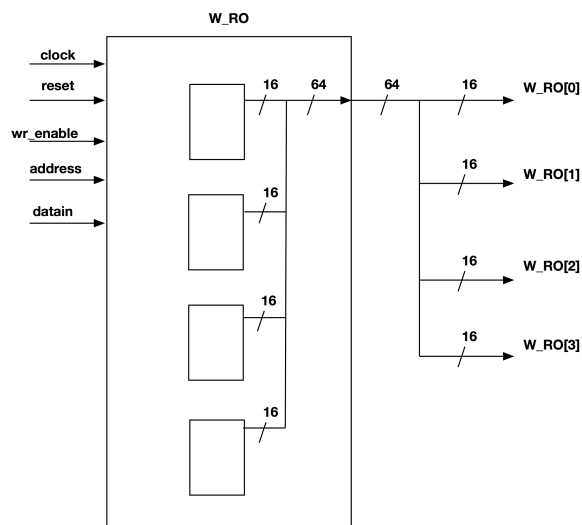 W_RO
clock
reset
wr_enable
address
datain
16
64
64
16
W_RO[0]
16
16
W_RO[1]
16
16
W_RO[2]
16
16
W_RO[3]